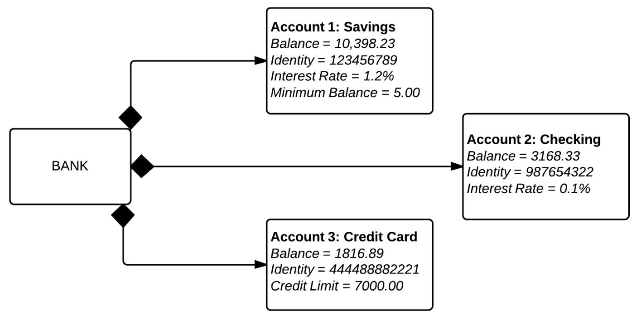 Account 1: Savings
Balance = 10,398.23
Identity = 123456789
Interest Rate = 1.2%
Minimum Balance = 5.00
BANK
Account 2: Checking
Balance = 3168.33
Identity = 987654322
Interest Rate = 0.1%
Account 3: Credit Card
Balance = 1816.89
Identity = 444488882221
Credit Limit = 7000.00